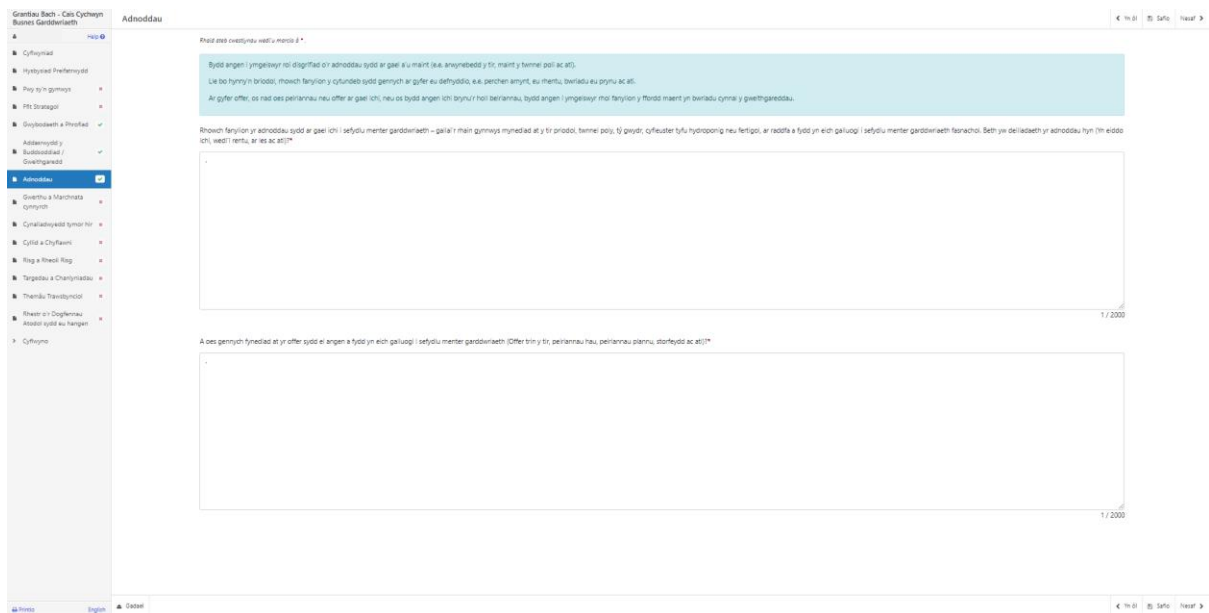 Grantiau Bach - Cais Cychwyn
Busnes Garddwriaeth
Help
Cyflwyniad
Hysbysiad Preifatrwydd
Pwy sy'n gymwys
Ffit Strategol
Gwybodaeth a Phrofiad
Addasrwydd y
Buddsoddiad /
Gweithgaredd
Adnoddau
Gwerthu a Marchnata
cynnyrch
Cynaliadwyedd tymor hir
Cyllid a Chyflawni
Risg a Rheoli Risg
Targedau a Chanlyniadau
Themâu Trawsbynciol
Rhestr o'r Dogfennau
Atodol sydd eu hangen
Cyflwyno
Printio English
Adnoddau
Yn ôl Safio Nesaf
Rhaid ateb cwestiynau wedi'u marcio â *.
Bydd angen i ymgeiswyr roi disgrifiad o'r adnoddau sydd ar gael a'u maint (e.e. arwynebedd y tir, maint y twnnel poli ac ati).
Lle bo hynny'n briodol, rhowch fanylion y cytundeb sydd gennych ar gyfer eu defnyddio, e.e. perchen arnynt, eu rhentu, bwriadu eu prynu ac ati.
Ar gyfer offer, os nad oes peiriannau neu offer ar gael ichi, neu os bydd angen ichi brynu'r holl beiriannau, bydd angen i ymgeiswyr rhoi fanylion y ffordd maent yn bwriadu cynnal y gweithgareddau.
Rhowch fanylion yr adnoddau sydd ar gael ichi i sefydlu menter garddwriaeth – gallai'r rhain gynnwys mynediad at y tir priodol, twnnel poly, tŷ gwydr, cyfleuster tyfu hydroponig neu fertigol, ar raddfa a fydd yn eich galluogi i sefydlu menter garddwriaeth fasnachol. Beth yw deiliadaeth yr adnoddau hyn (Yn eiddo
ichi, wedi'i rentu, ar les ac ati)?*
.
1 / 2000
A oes gennych fynediad at yr offer sydd ei angen a fydd yn eich galluogi i sefydlu menter garddwriaeth (Offer trin y tir, peiriannau hau, peiriannau plannu, storfeydd ac ati)?*
.
1 / 2000
Gadael
Yn ôl Safio Nesaf